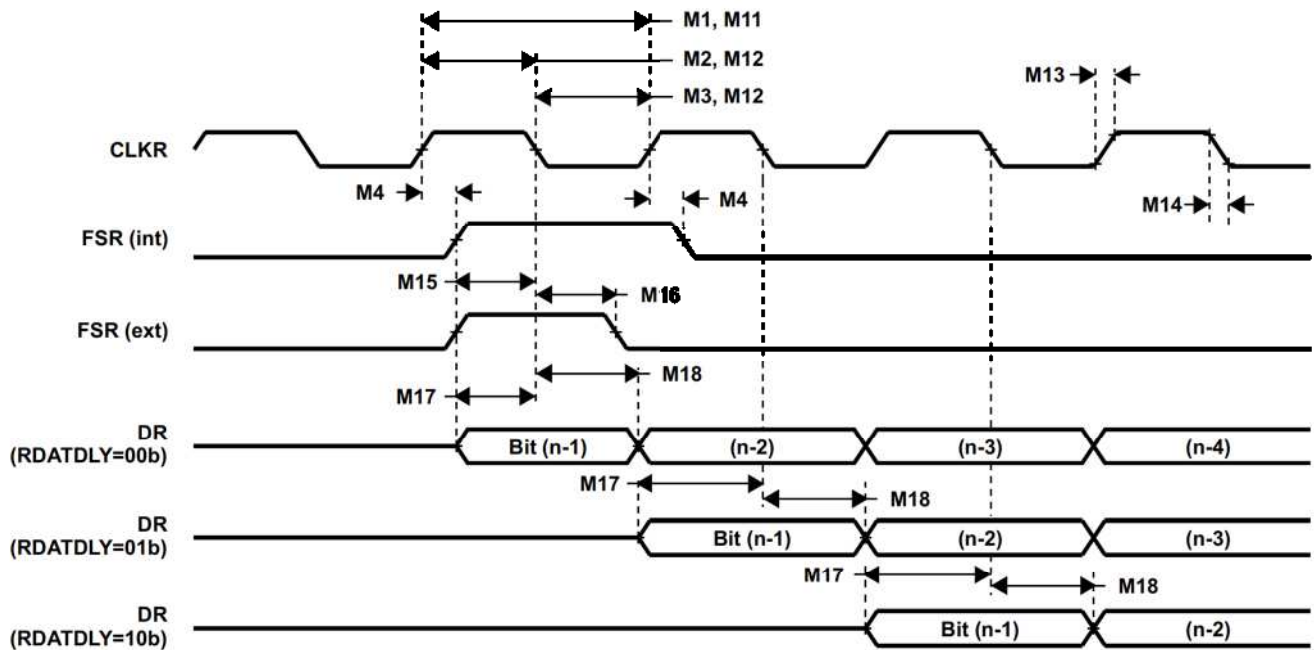 M1, M11
M2, M12
M3, M12
M13
CLKR
M4
M4
M14
FSR (int)
M15
M16
FSR (ext)
M18
M17
DR
(RDATDLY=00b)
Bit (n-1)
(n-2)
(n-3)
(n-4)
M17
M18
DR
(RDATDLY=01b)
Bit (n-1)
(n-2)
(n-3)
M17
M18
DR
(RDATDLY=10b)
Bit (n-1)
(n-2)